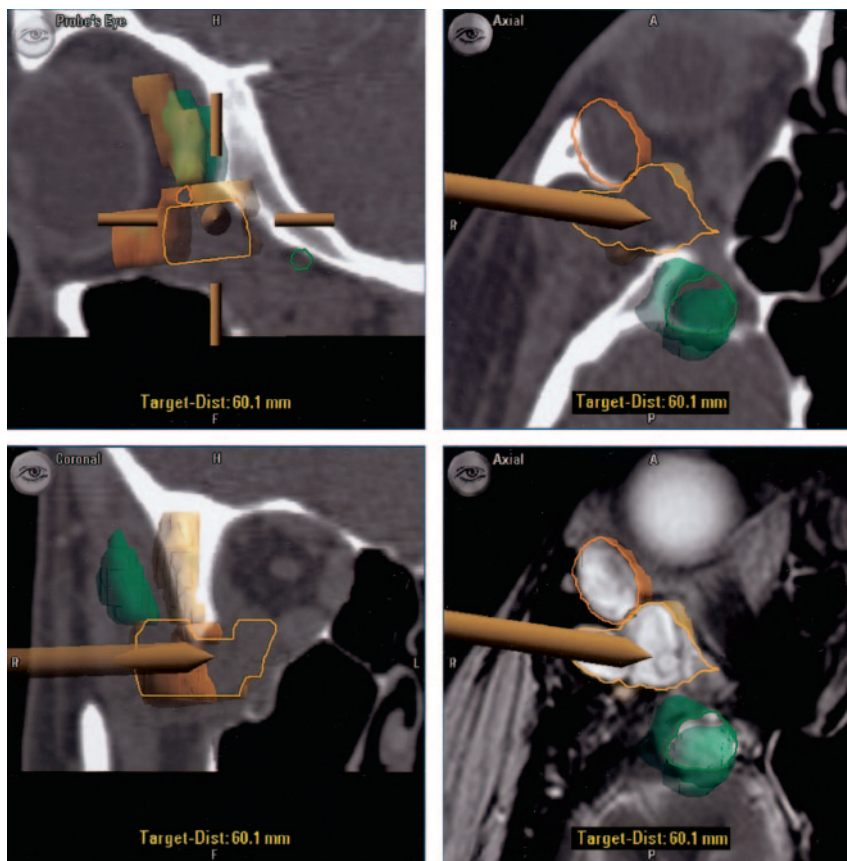 Probe's Eye
H
Target-Dist: 60.1 mm
F
Axial
A
R
Target-Dist: 60.1 mm
P
Coronal
H
R
L
Target-Dist: 60.1 mm
F
Axial
A
R
Target-Dist: 60.1 mm
P